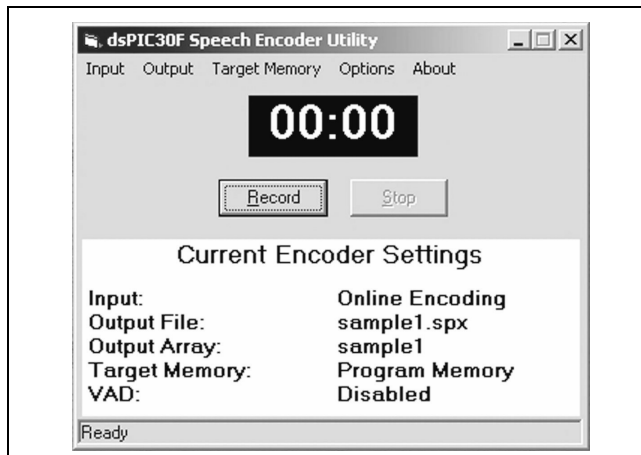 dsPIC30F Speech Encoder Utility
Input Output Target Memory Options About
00:00
Record Stop
Current Encoder Settings
Input: Online Encoding
Output File: sample1.spx
Output Array: sample1
Target Memory: Program Memory
VAD: Disabled
Ready